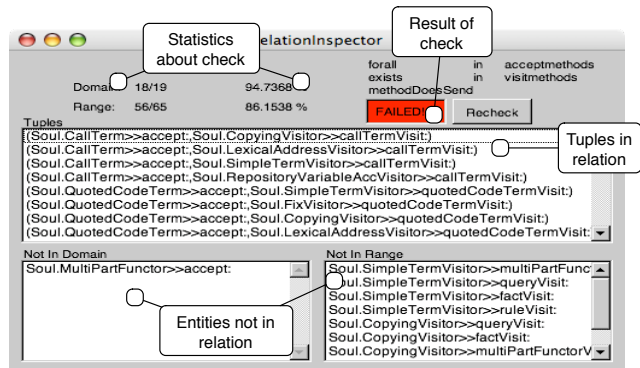 Statistics
about check
Result of
check
RelationInspector
forall in acceptmethods
exists in visitmethods
methodDoesSend
Domain 18/19 94.7368
Range: 56/65 86.1538 %
FAILED!
Recheck
Tuples
(Soul.CallTerm>>accept:,Soul.CopyingVisitor>>callTermVisit:)
(Soul.CallTerm>>accept:,Soul.LexicalAddressVisitor>>callTermVisit:)
(Soul.CallTerm>>accept:,Soul.SimpleTermVisitor>>callTermVisit:)
(Soul.CallTerm>>accept:,Soul.RepositoryVariableAccVisitor>>callTermVisit:)
(Soul.QuotedCodeTerm>>accept:,Soul.SimpleTermVisitor>>quotedCodeTermVisit:)
(Soul.QuotedCodeTerm>>accept:,Soul.FixVisitor>>quotedCodeTermVisit:)
(Soul.QuotedCodeTerm>>accept:,Soul.CopyingVisitor>>quotedCodeTermVisit:)
(Soul.QuotedCodeTerm>>accept:,Soul.LexicalAddressVisitor>>quotedCodeTermVisit:
Tuples in
relation
Not In Domain
Soul.MultiPartFunctor>>accept:
Not In Range
Soul.SimpleTermVisitor>>multiPartFunct
Soul.SimpleTermVisitor>>queryVisit:
Soul.SimpleTermVisitor>>factVisit:
Soul.SimpleTermVisitor>>ruleVisit:
Soul.CopyingVisitor>>queryVisit:
Soul.CopyingVisitor>>factVisit:
Soul.CopyingVisitor>>multiPartFunctorV
Entities not in
relation